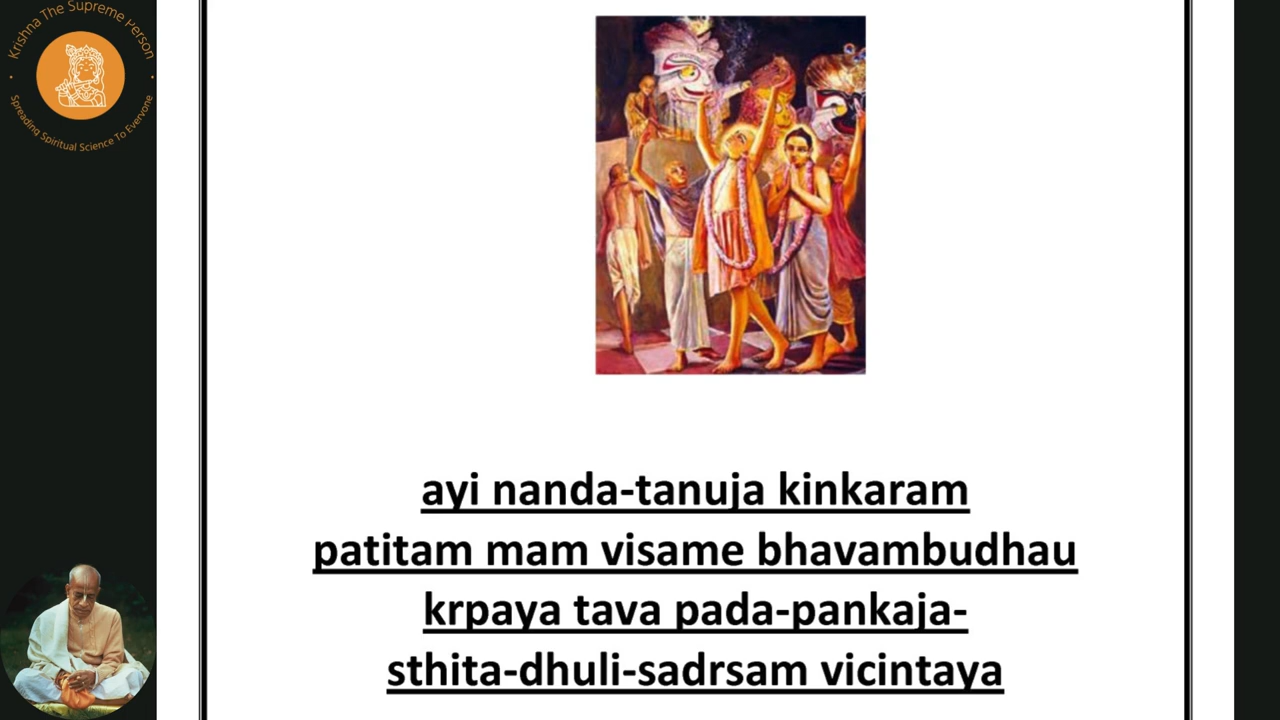 Krishna The Supreme Person
Spreading Spiritual Science To Everyone
ayi nanda-tanuja kinkaram
patitam mam visame bhavambudhau
krpaya tava pada-pankaja-
sthita-dhuli-sadrsam vicintaya